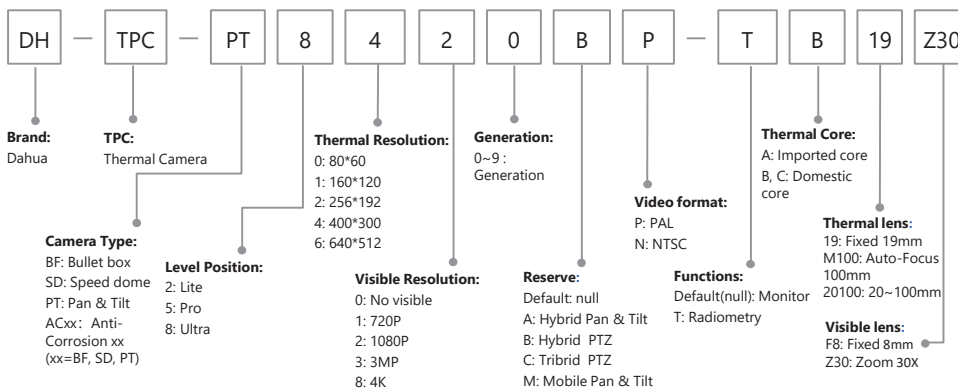 DH — TPC — PT 8 4 2 0 B P — T B 19 Z30
Brand:
Dahua
TPC:
Thermal Camera
Camera Type:
BF: Bullet box
SD: Speed dome
PT: Pan & Tilt
ACxx: Anti-
Corrosion xx
(xx=BF, SD, PT)
Level Position:
2: Lite
5: Pro
8: Ultra
Thermal Resolution:
0: 80*60
1: 160*120
2: 256*192
4: 400*300
6: 640*512
Visible Resolution:
0: No visible
1: 720P
2: 1080P
3: 3MP
8: 4K
Generation:
0~9 :
Generation
Reserve:
Default: null
A: Hybrid Pan & Tilt
B: Hybrid PTZ
C: Tribrid PTZ
M: Mobile Pan & Tilt
Video format:
P: PAL
N: NTSC
Functions:
Default(null): Monitor
T: Radiometry
Thermal Core:
A: Imported core
B, C: Domestic
core
Thermal lens:
19: Fixed 19mm
M100: Auto-Focus
100mm
20100: 20~100mm
Visible lens:
F8: Fixed 8mm
Z30: Zoom 30X